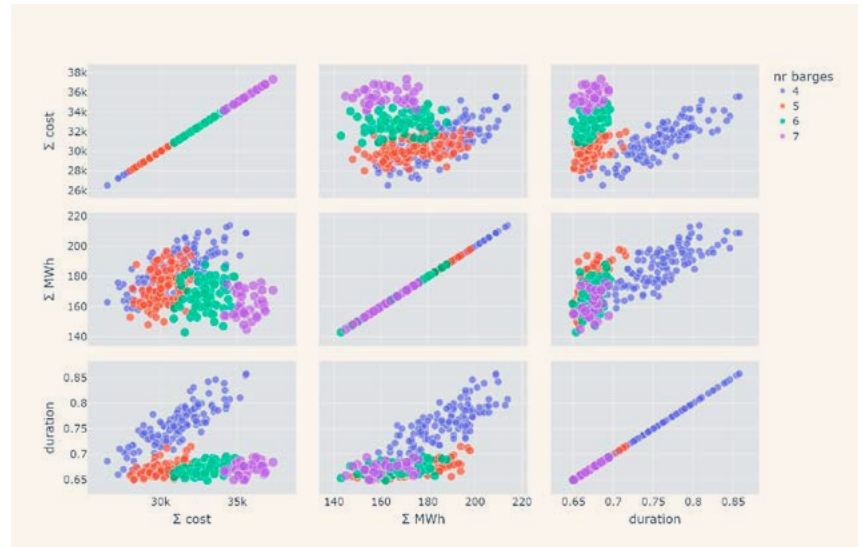 38k
36k
34k
32k
30k
28k
26k
Σ cost
nr barges
4
5
6
7
220
200
180
160
140
Σ MWh
0.85
0.8
0.75
0.7
0.65
duration
30k 35k
140 160 180 200 220
0.65 0.7 0.75 0.8 0.85
Σ cost Σ MWh duration